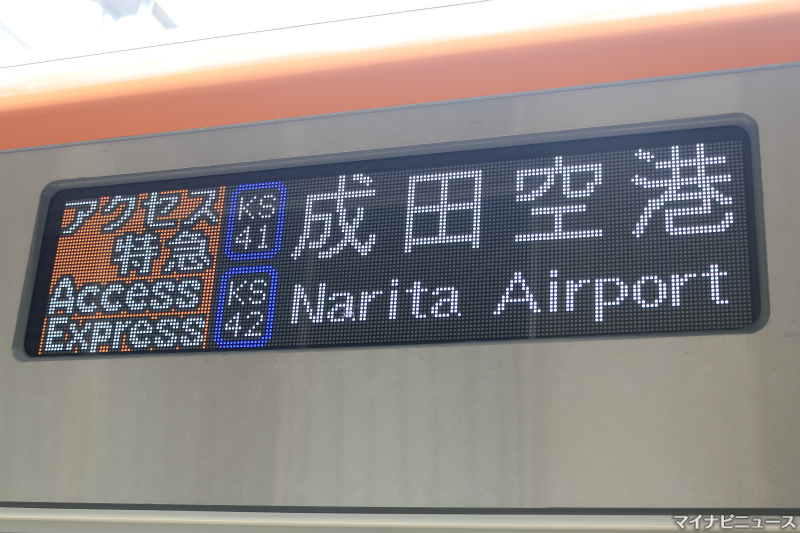 アクセス
特急
Access
Express
KS
41
KS
42
成田空港
Narita Airport
マイナビニュース